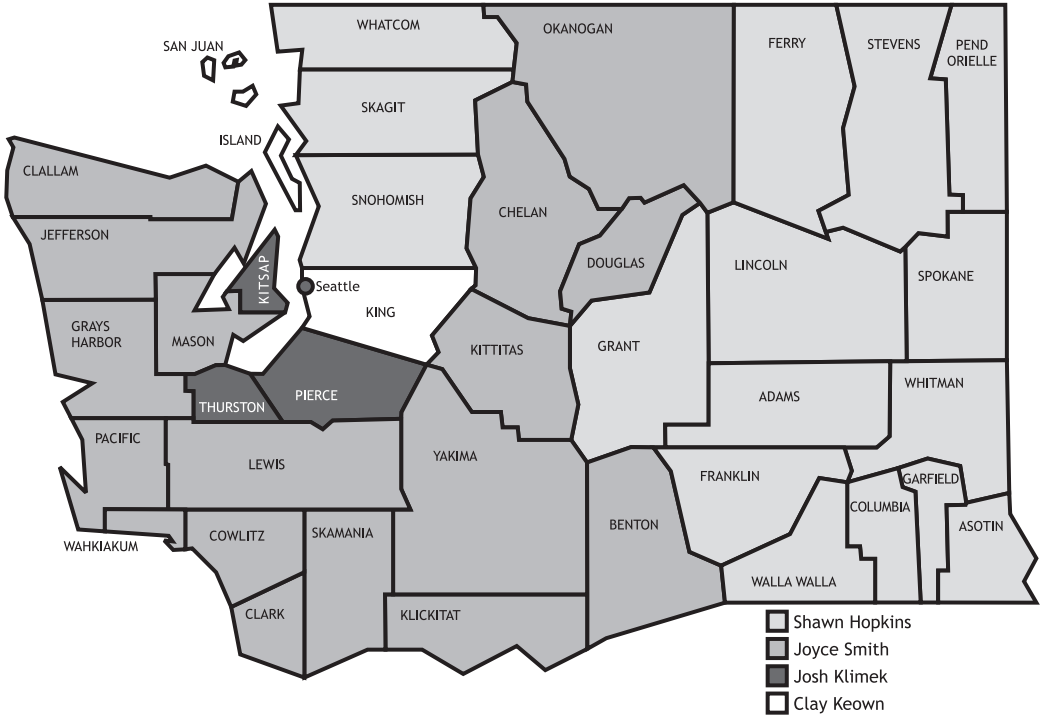 WHATCOM
OKANOGAN
FERRY
STEVENS
PEND
ORIELLE
SAN JUAN
SKAGIT
ISLAND
CLALLAM
SNOHOMISH
CHELAN
JEFFERSON
KITSAP
DOUGLAS
LINCOLN
SPOKANE
Seattle
KING
GRAYS
HARBOR
MASON
KITTITAS
GRANT
WHITMAN
THURSTON
PIERCE
ADAMS
PACIFIC
LEWIS
YAKIMA
FRANKLIN
GARFIELD
COLUMBIA
ASOTIN
WAHKIAKUM
COWLITZ
SKAMANIA
BENTON
WALLA WALLA
CLARK
KLICKITAT
Shawn Hopkins
Joyce Smith
Josh Klimek
Clay Keown